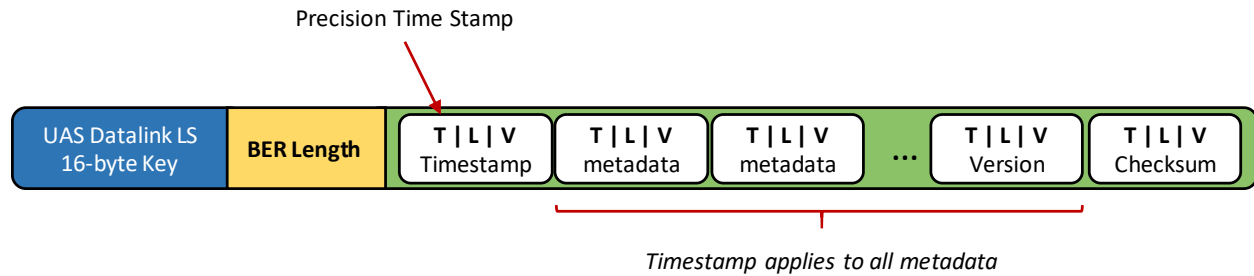 Precision Time Stamp
UAS Datalink LS
16-byte Key
BER Length
T | L | V
Timestamp
T | L | V
metadata
T | L | V
metadata
...
T | L | V
Version
T | L | V
Checksum
Timestamp applies to all metadata